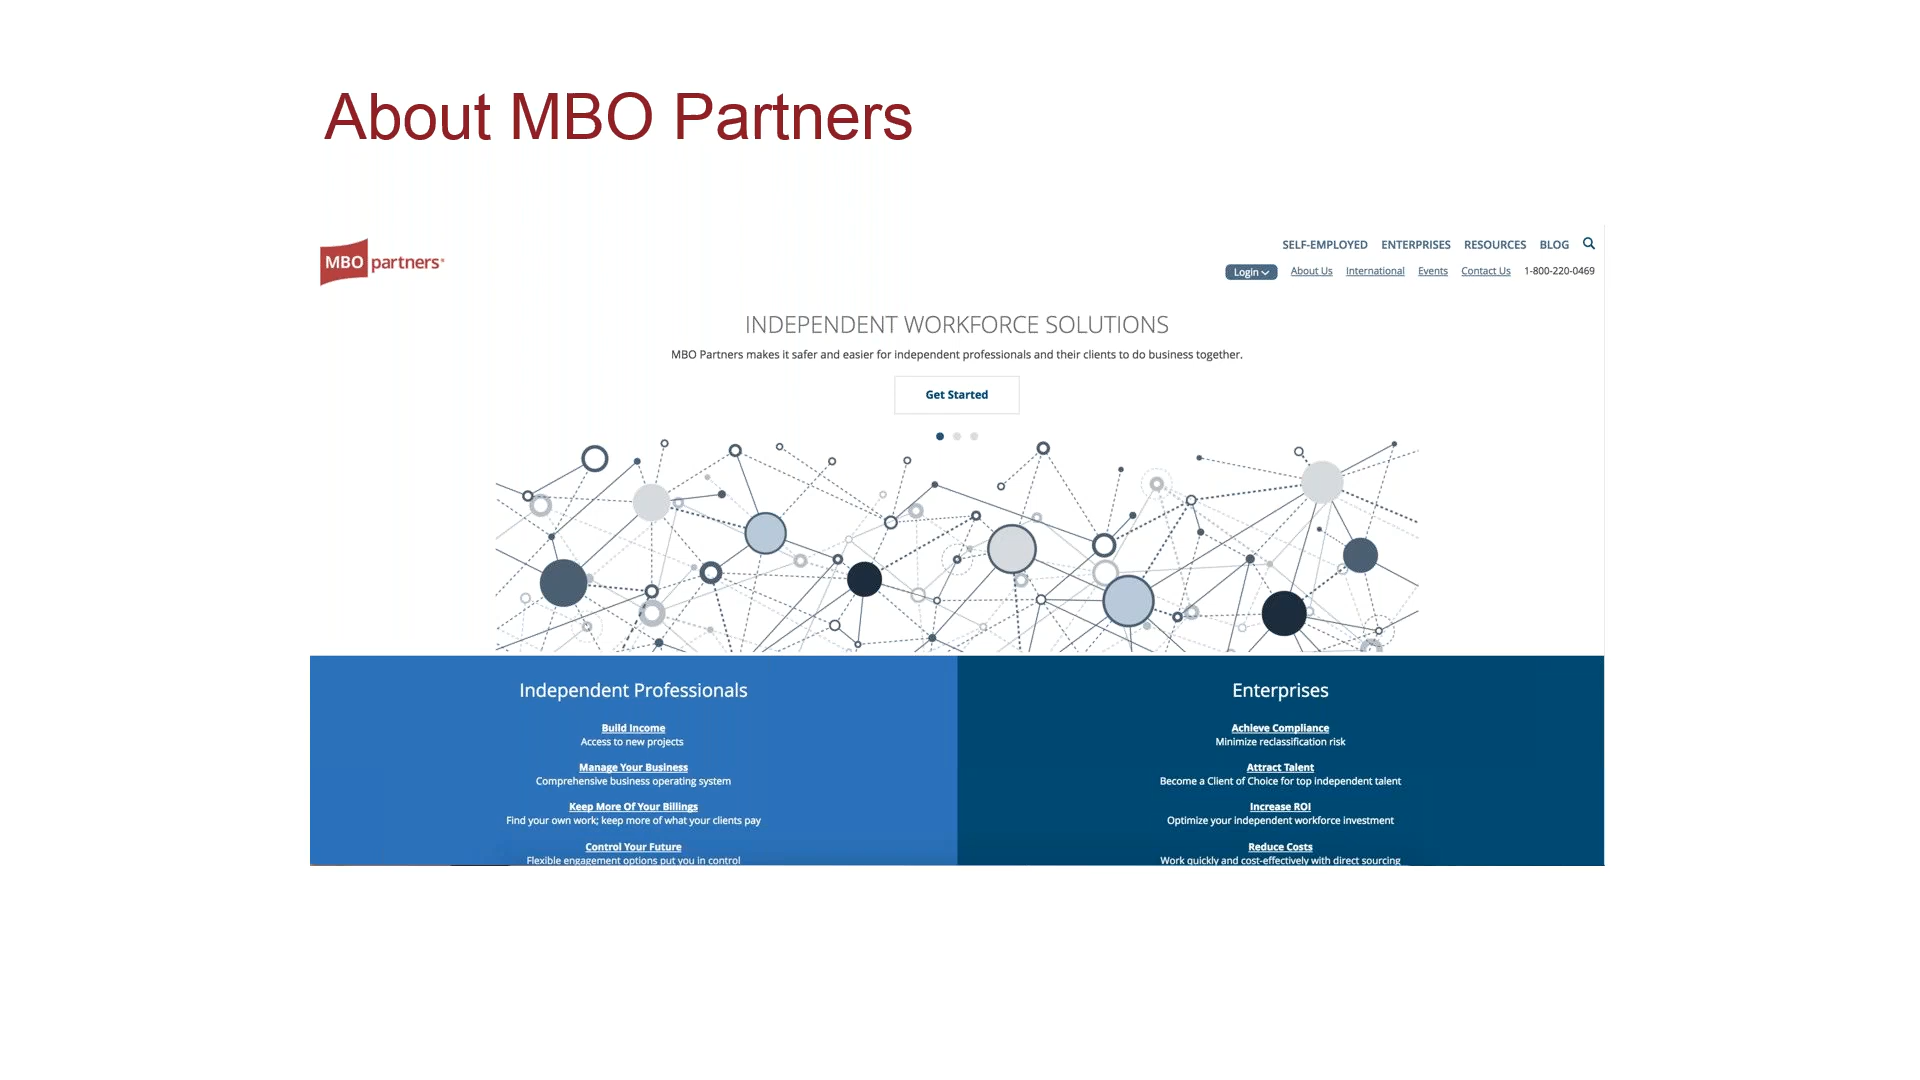 About MBO Partners
MBO partners
SELF-EMPLOYED ENTERPRISES RESOURCES BLOG
Login About Us International Events Contact Us 1-800-220-0469
INDEPENDENT WORKFORCE SOLUTIONS
MBO Partners makes it safer and easier for independent professionals and their clients to do business together.
Get Started
Independent Professionals
Build Income
Access to new projects
Manage Your Business
Comprehensive business operating system
Keep More Of Your Billings
Find your own work; keep more of what your clients pay
Control Your Future
Flexible engagement options put you in control
Enterprises
Achieve Compliance
Minimize reclassification risk
Attract Talent
Become a Client of Choice for top independent talent
Increase ROI
Optimize your independent workforce investment
Reduce Costs
Work quickly and cost-effectively with direct sourcing